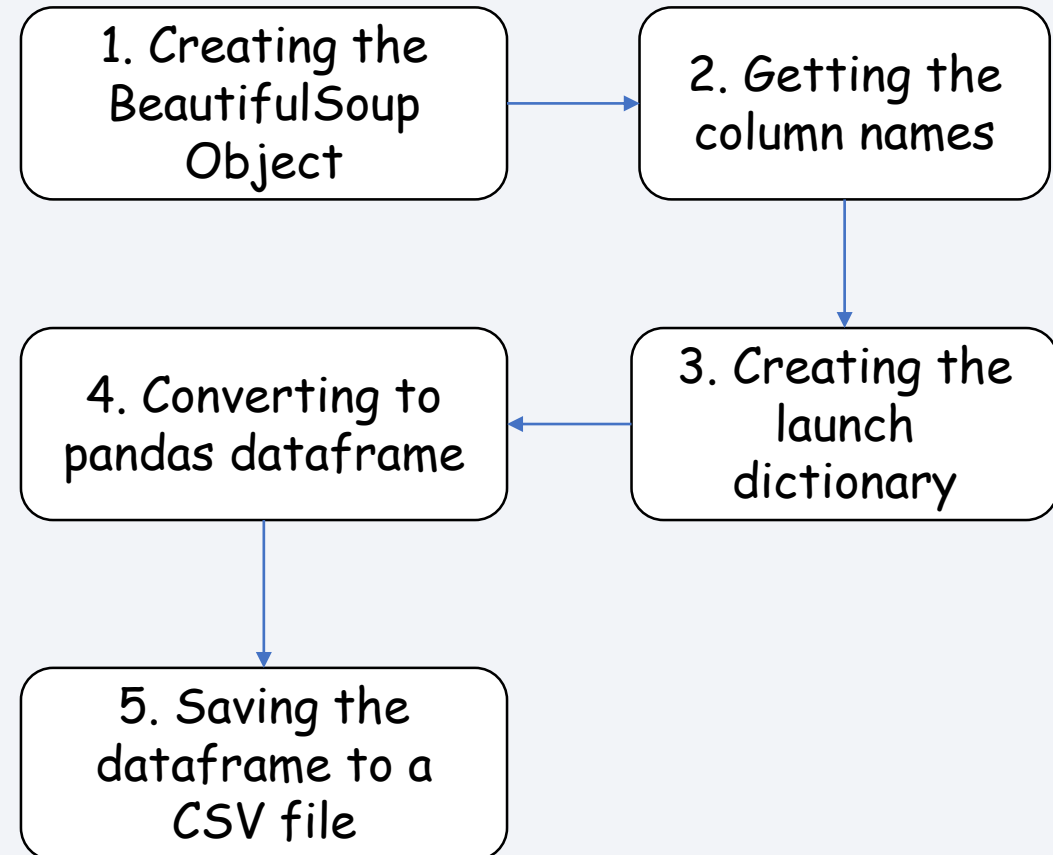 1. Creating the
BeautifulSoup
Object
2. Getting the
column names
3. Creating the
launch
dictionary
4. Converting to
pandas dataframe
5. Saving the
dataframe to a
CSV file